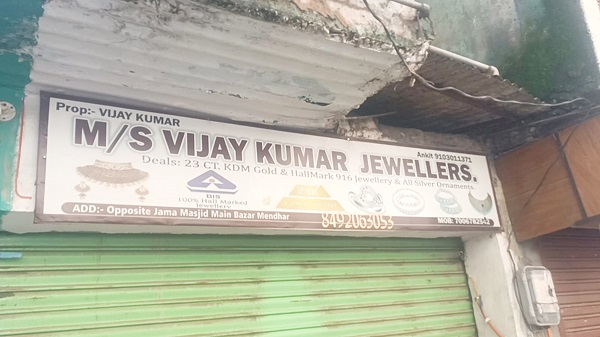 Prop:- VIJAY KUMAR
Ankit 9103011371
M/S VIJAY KUMAR JEWELLERS.
Deals: 23 CT. KDM Gold & HallMark 916 Jewellery & All Silver Ornaments
BIS
100% Hall Marked
Jewellery
ADD:- Opposite Jama Masjid Main Bazar Mendhar
8492063053
MOB: